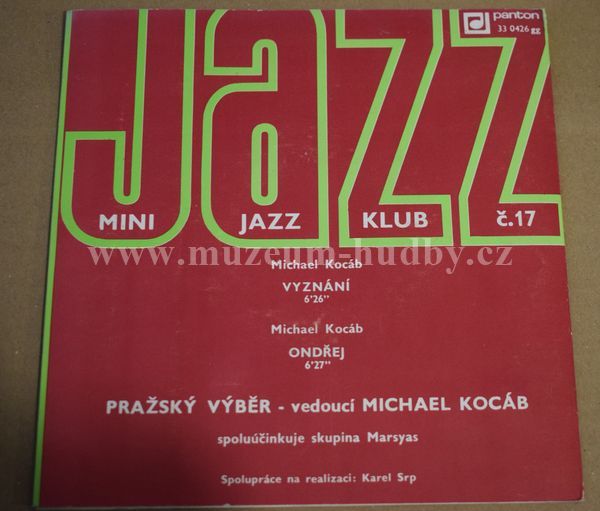 Jazz
panton
33 0426 gg
MINI JAZZ KLUB č.17
www.muzeum-hudby.cz
Michael Kocáb
VYZNÁNÍ
6'26"
Michael Kocáb
ONDŘEJ
6'27"
PRAŽSKÝ VÝBĚR - vedoucí MICHAEL KOCÁB
spoluúčinkuje skupina Marsyas
Spolupráce na realizaci: Karel Srp